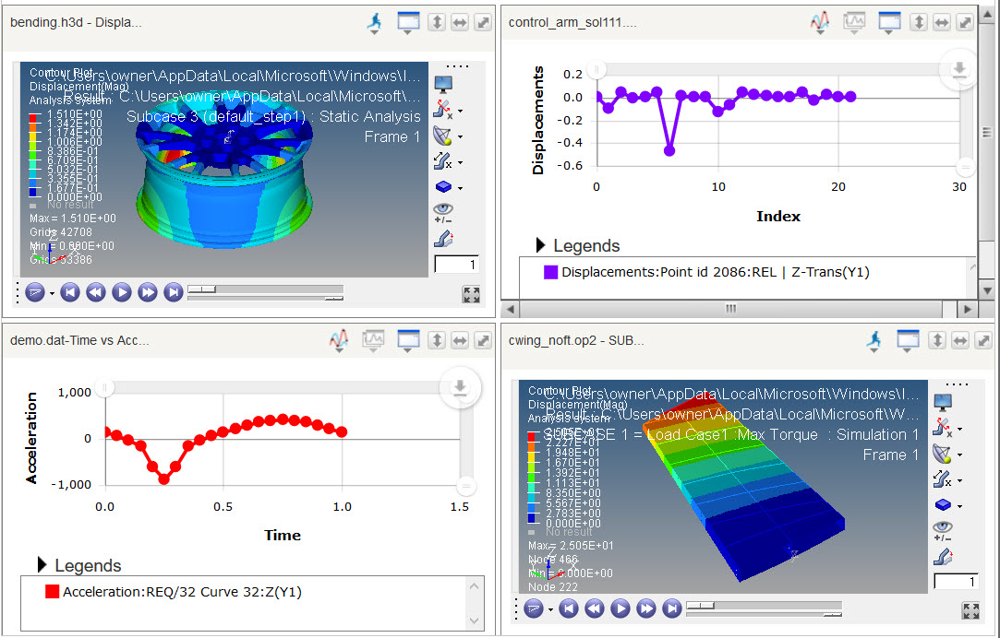 bending.h3d - Displa...
Contour Plot
C:\Users\owner\AppData\Local\Microsoft\Windows\I...
Displacement(Mag)
Analysis system
Result : C:\Users\owner\AppData\Local\Microsoft\...
Subcase 3 (default_step1) : Static Analysis
Frame 1
1.510E+00
1.342E+00
1.174E+00
1.006E+00
8.386E-01
6.709E-01
5.032E-01
3.355E-01
1.677E-01
0.000E+00
No result
Max = 1.510E+00
Grids 42708
Min = 0.000E+00
Grids 53386
Z
Y
X
1
control_arm_sol111....
Displacements
0.2
0.0
-0.2
-0.4
-0.6
0
10
20
30
Index
Legends
Displacements:Point id 2086:REL | Z-Trans(Y1)
demo.dat-Time vs Acc...
Acceleration
1,000
0
-1,000
0.0
0.5
1.0
1.5
Time
Legends
Acceleration:REQ/32 Curve 32:Z(Y1)
cwing_noft.op2 - SUB...
Contour Plot
C:\Users\owner\AppData\Local\Microsoft\Windows\I...
Displacement(Mag)
Analysis system
Result : C:\Users\owner\AppData\Local\Microsoft\W...
SUBCASE 1 = Load Case1 :Max Torque : Simulation 1
Frame 1
2.505E+01
2.227E+01
1.948E+01
1.670E+01
1.392E+01
1.113E+01
8.350E+00
5.567E+00
2.783E+00
0.000E+00
No result
Max = 2.505E+01
Node 466
Min = 0.000E+00
Node 222
1